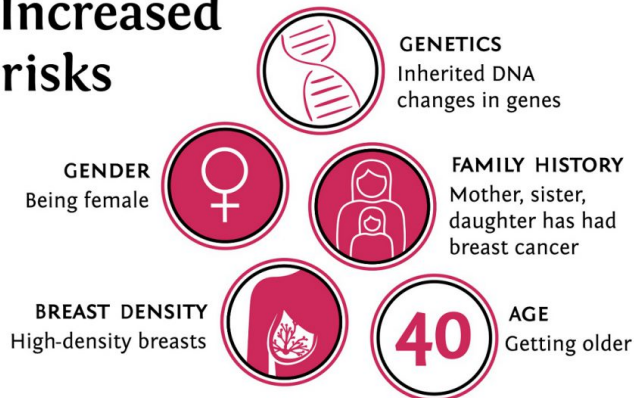 Increased
risks
GENETICS
Inherited DNA
changes in genes
GENDER
Being female
FAMILY HISTORY
Mother, sister,
daughter has had
breast cancer
BREAST DENSITY
High-density breasts
40
AGE
Getting older